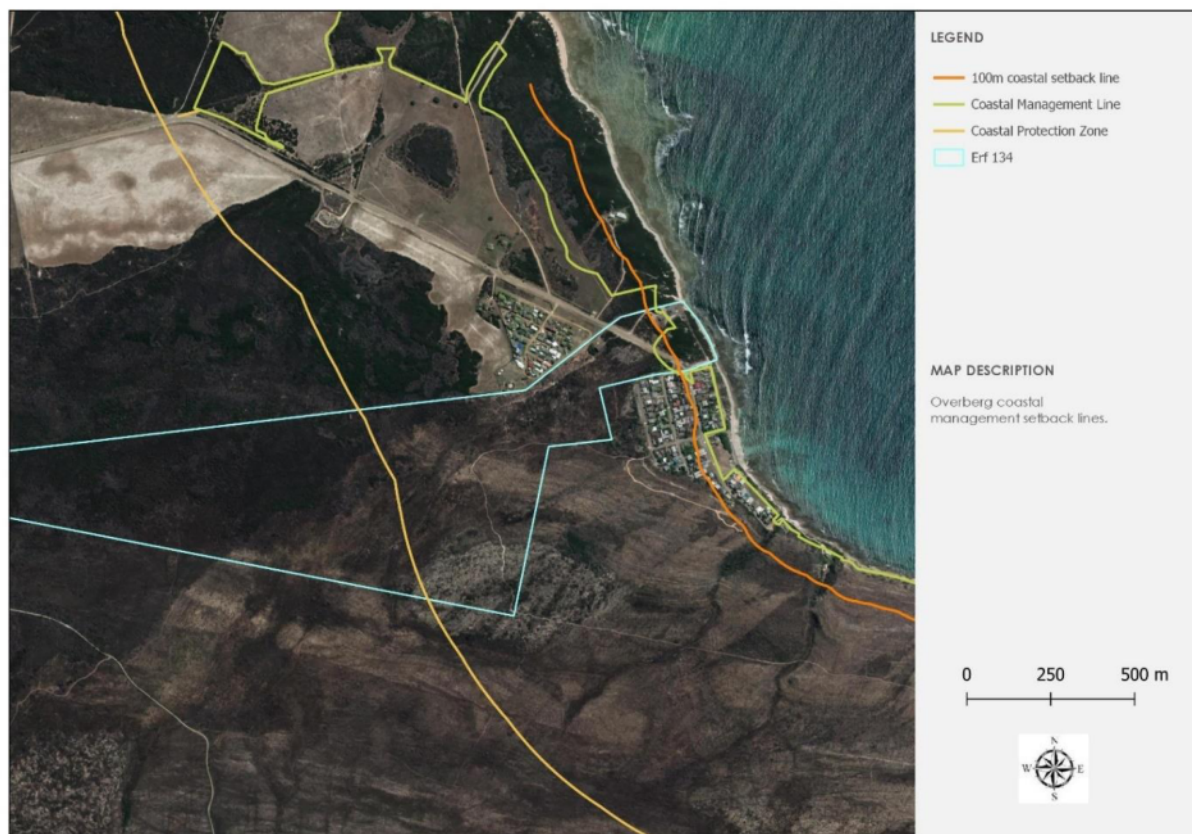 LEGEND
100m coastal setback line
Coastal Management Line
Coastal Protection Zone
Erf 134
MAP DESCRIPTION
Overberg coastal
management setback lines.
0 250 500 m
N
W E
S